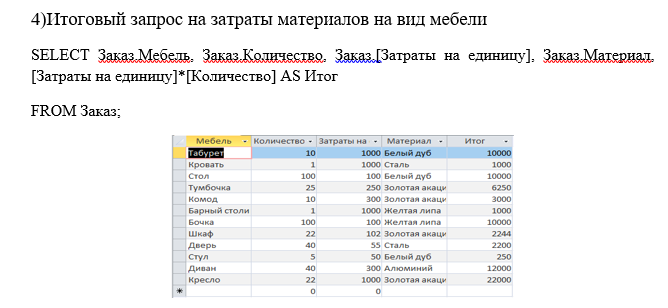 4)Итоговый запрос на затраты материалов на вид мебели
SELECT Заказ.Мебель, Заказ.Количество, Заказ.[Затраты на единицу], Заказ.Материал,
[Затраты на единицу]*[Количество] AS Итог
FROM Заказ;
Мебель Количество Затраты на Материал Итог
Табурет 10 1000 Белый дуб 10000
Кровать 1 1000 Сталь 1000
Стол 100 100 Белый дуб 10000
Тумбочка 25 250 Золотая акаци 6250
Комод 10 300 Золотая акаци 3000
Барный столи 1 1000 Желтая липа 1000
Бочка 100 100 Желтая липа 10000
Шкаф 22 102 Золотая акаци 2244
Дверь 40 55 Сталь 2200
Стул 5 50 Белый дуб 250
Диван 40 300 Алюминий 12000
Кресло 22 1000 Золотая акаци 22000
* 0 0